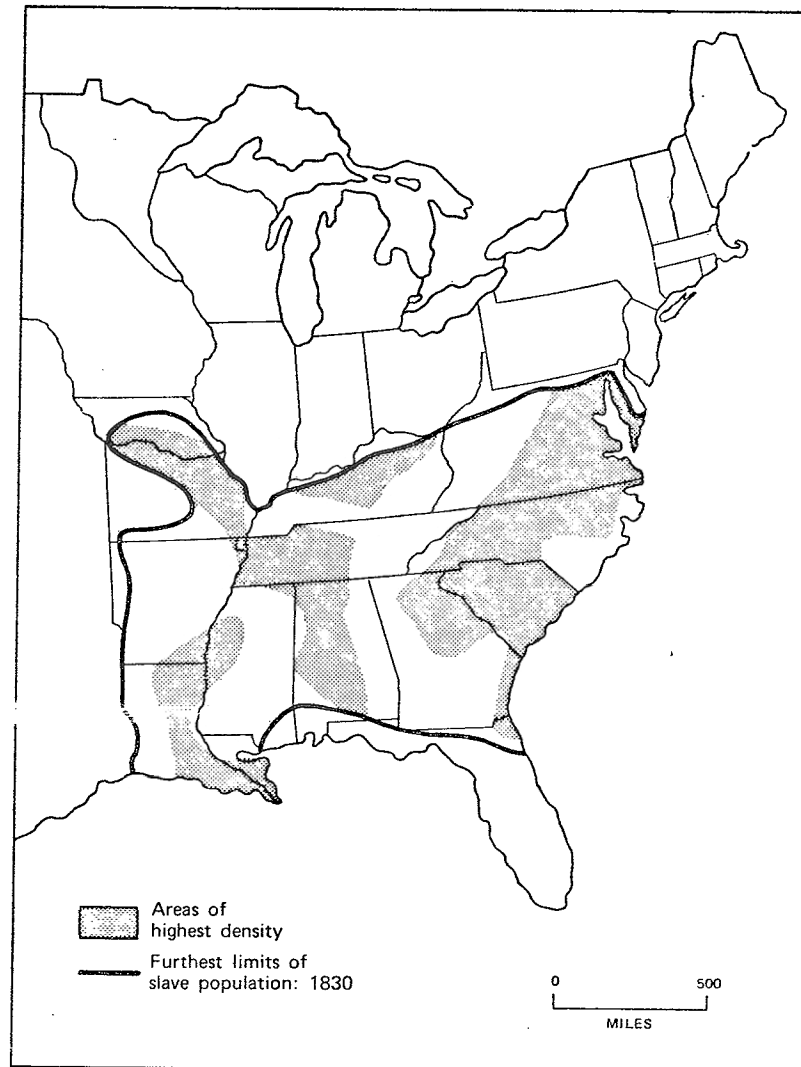 Areas of
highest density
Furthest limits of
slave population: 1830
0 500
MILES